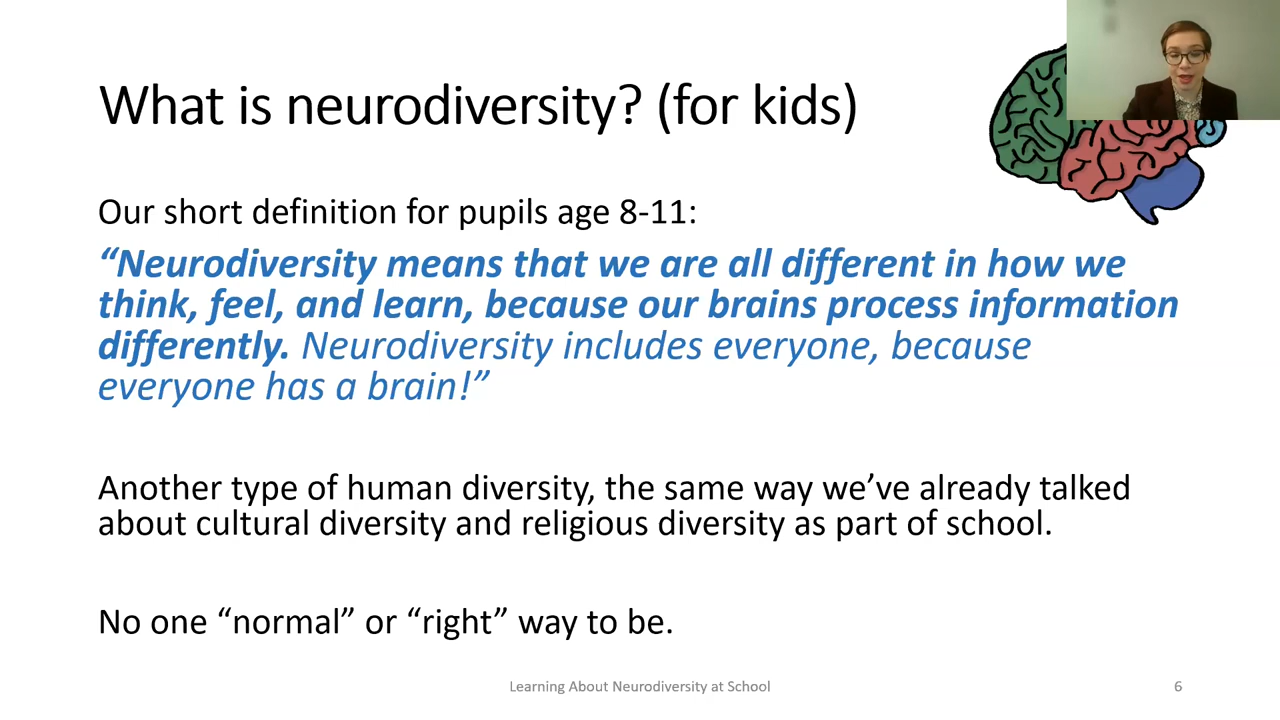 What is neurodiversity? (for kids)
Our short definition for pupils age 8-11:
“Neurodiversity means that we are all different in how we
think, feel, and learn, because our brains process information
differently. Neurodiversity includes everyone, because
everyone has a brain!”
Another type of human diversity, the same way we’ve already talked
about cultural diversity and religious diversity as part of school.
No one “normal” or “right” way to be.
Learning About Neurodiversity at School
6